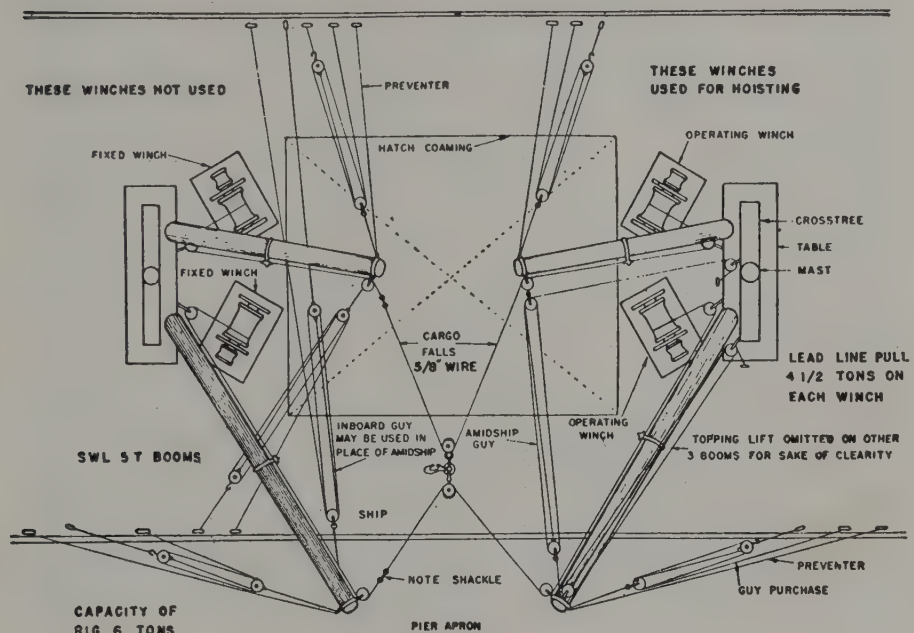 THESE WINCHES NOT USED
PREVENTER
THESE WINCHES
USED FOR HOISTING
FIXED WINCH
HATCH COAMING
OPERATING WINCH
CROSSTREE
TABLE
MAST
FIXED WINCH
CARGO
FALLS
5/8" WIRE
LEAD LINE PULL
4 1/2 TONS ON
EACH WINCH
INBOARD GUY
MAY BE USED IN
PLACE OF AMIDSHIP
AMIDSHIP
GUY
OPERATING
WINCH
TOPPING LIFT OMITTED ON OTHER
3 BOOMS FOR SAKE OF CLEARITY
SWL 5 T BOOMS
SHIP
NOTE SHACKLE
PREVENTER
GUY PURCHASE
CAPACITY OF
RIG 6 TONS
PIER APRON